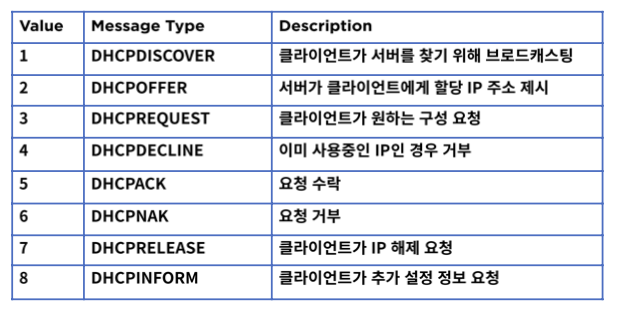 Value Message Type Description
1 DHCPDISCOVER 클라이언트가 서버를 찾기 위해 브로드캐스팅
2 DHCPOFFER 서버가 클라이언트에게 할당 IP 주소 제시
3 DHCPREQUEST 클라이언트가 원하는 구성 요청
4 DHCPDECLINE 이미 사용중인 IP인 경우 거부
5 DHCPACK 요청 수락
6 DHCPNAK 요청 거부
7 DHCPRELEASE 클라이언트가 IP 해제 요청
8 DHCPINFORM 클라이언트가 추가 설정 정보 요청